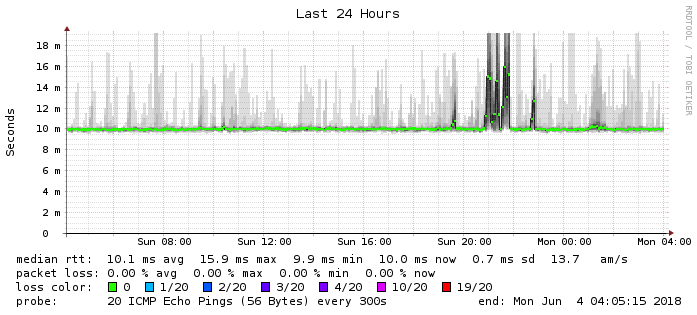 Last 24 Hours
RRDTOOL / TOBI OETIKER
Seconds
18 m
16 m
14 m
12 m
10 m
8 m
6 m
4 m
2 m
0
Sun 08:00 Sun 12:00 Sun 16:00 Sun 20:00 Mon 00:00 Mon 04:00
median rtt: 10.1 ms avg 15.9 ms max 9.9 ms min 10.0 ms now 0.7 ms sd 13.7 am/s
packet loss: 0.00 % avg 0.00 % max 0.00 % min 0.00 % now
loss color: 0 1/20 2/20 3/20 4/20 10/20 19/20
probe: 20 ICMP Echo Pings (56 Bytes) every 300s end: Mon Jun 4 04:05:15 2018